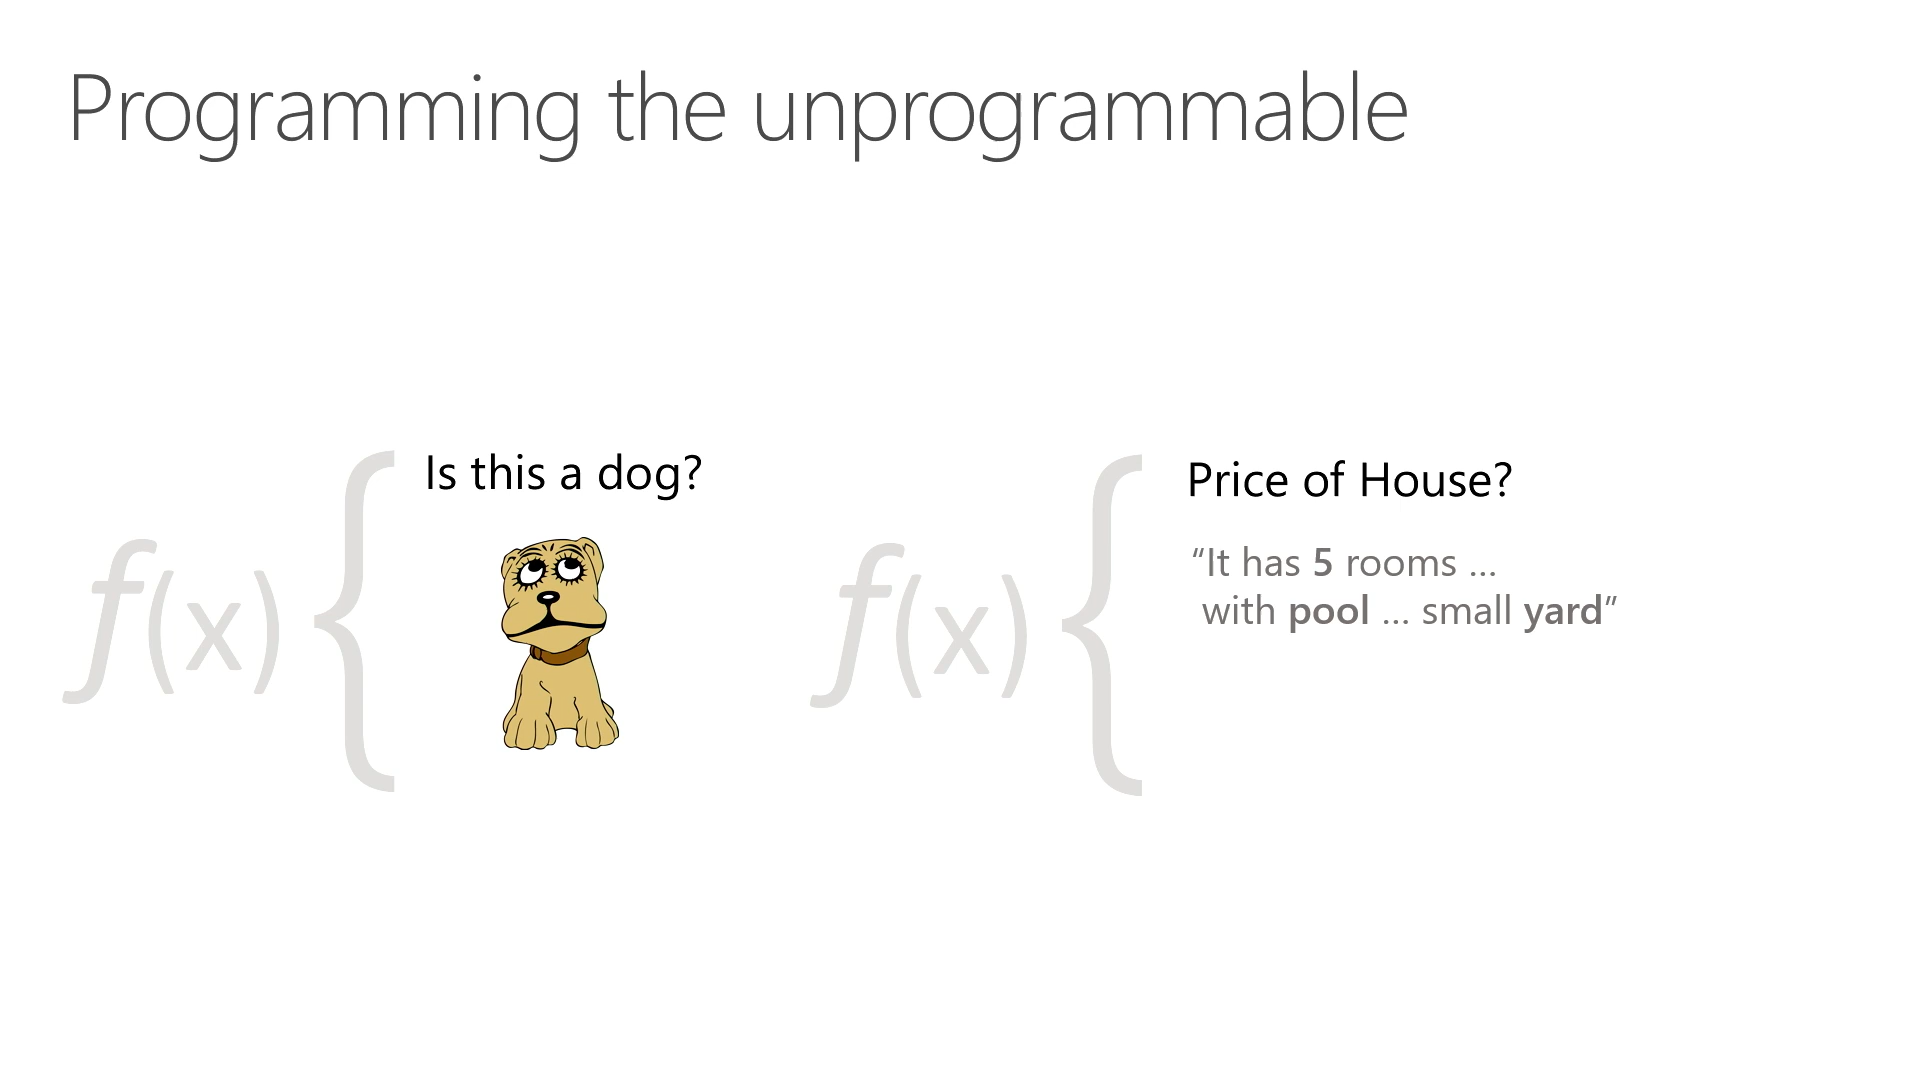 Programming the unprogrammable
f(x) {
Is this a dog?
f(x) {
Price of House?
“It has 5 rooms ...
with pool ... small yard”